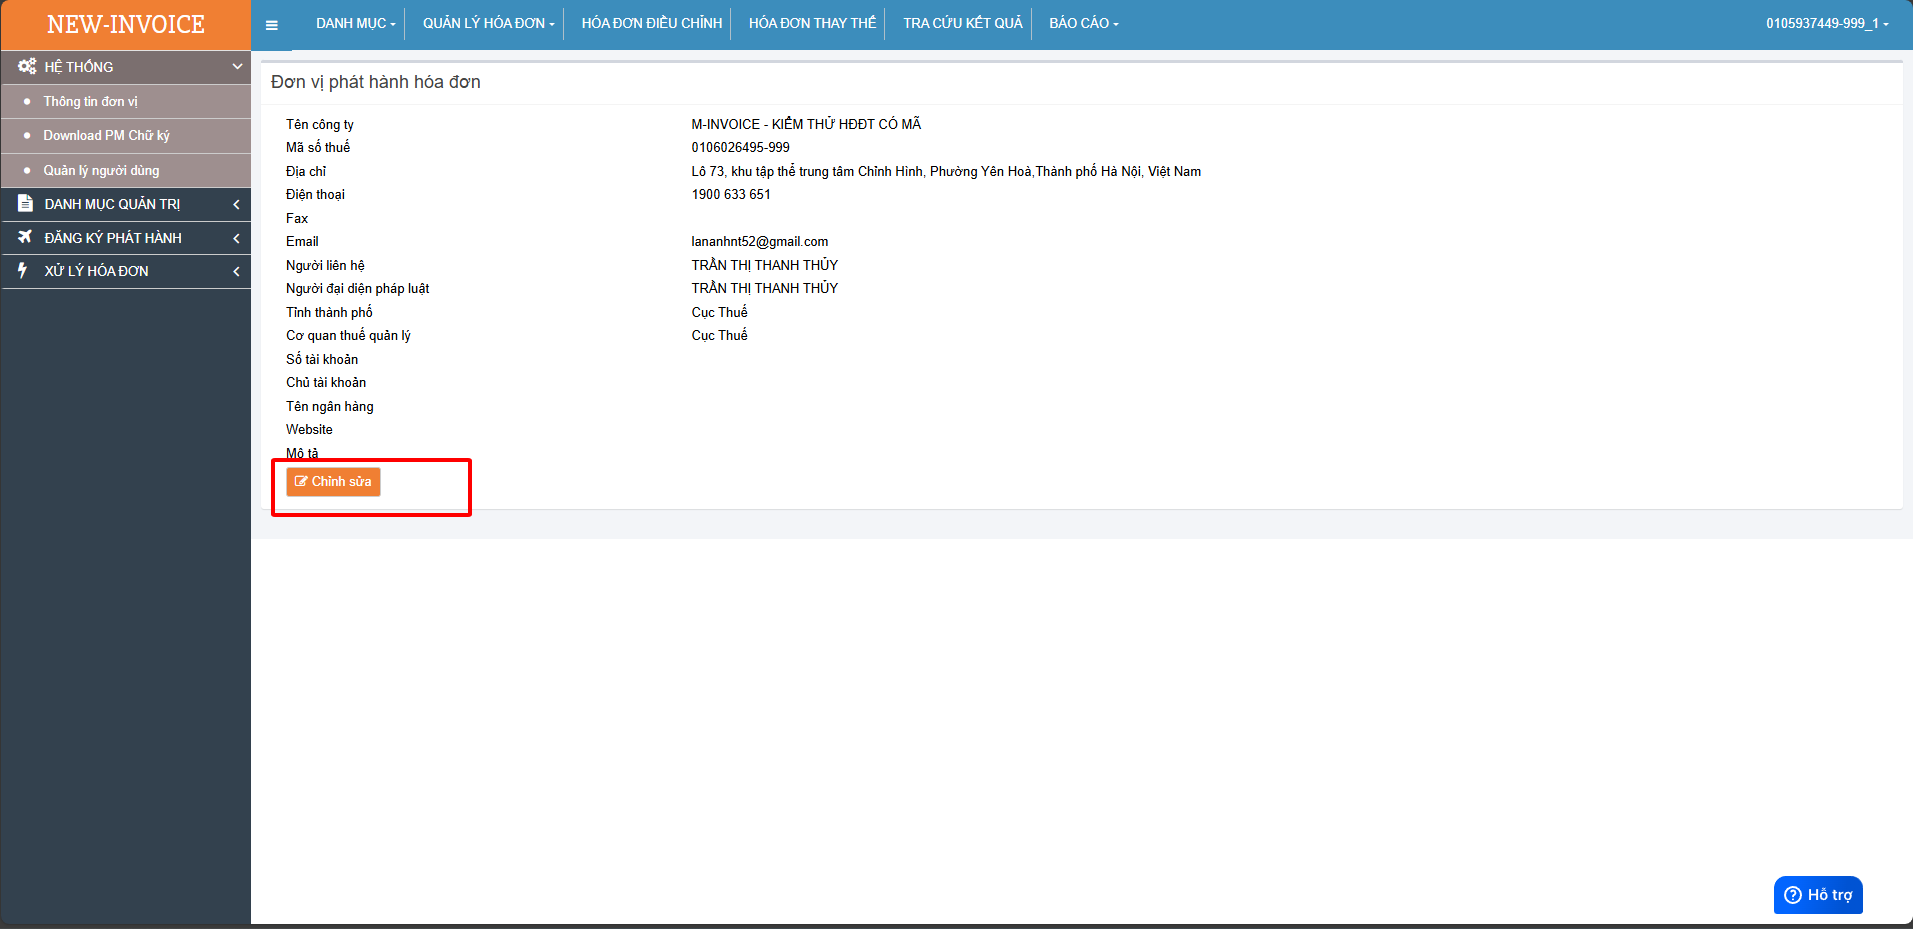 NEW-INVOICE
DANH MỤC
QUẢN LÝ HÓA ĐƠN
HÓA ĐƠN ĐIỀU CHỈNH
HÓA ĐƠN THAY THẾ
TRA CỨU KẾT QUẢ
BÁO CÁO
0105937449-999_1
HỆ THỐNG
Thông tin đơn vị
Download PM Chữ ký
Quản lý người dùng
DANH MỤC QUẢN TRỊ
ĐĂNG KÝ PHÁT HÀNH
XỬ LÝ HÓA ĐƠN
Đơn vị phát hành hóa đơn
Tên công ty M-INVOICE - KIỂM THỬ HĐĐT CÓ MÃ
Mã số thuế 0106026495-999
Địa chỉ Lô 73, khu tập thể trung tâm Chỉnh Hình, Phường Yên Hoà,Thành phố Hà Nội, Việt Nam
Điện thoại 1900 633 651
Fax
Email lananhnt52@gmail.com
Người liên hệ TRẦN THỊ THANH THỦY
Người đại diện pháp luật TRẦN THỊ THANH THỦY
Tỉnh thành phố Cục Thuế
Cơ quan thuế quản lý Cục Thuế
Số tài khoản
Chủ tài khoản
Tên ngân hàng
Website
Mô tả
Chỉnh sửa
Hỗ trợ